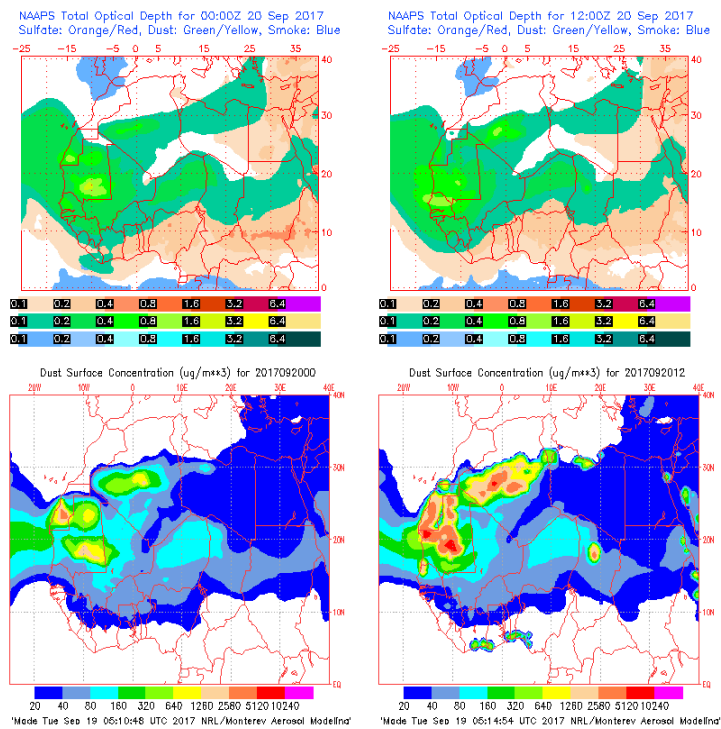 NAAPS Total Optical Depth for 00:00Z 20 Sep 2017
Sulfate: Orange/Red, Dust: Green/Yellow, Smoke: Blue
-25 -15 -5 0 5 15 25 35
40
30
20
10
0
0.1 0.2 0.4 0.8 1.6 3.2 6.4
0.1 0.2 0.4 0.8 1.6 3.2 6.4
0.1 0.2 0.4 0.8 1.6 3.2 6.4
NAAPS Total Optical Depth for 12:00Z 20 Sep 2017
Sulfate: Orange/Red, Dust: Green/Yellow, Smoke: Blue
-25 -15 -5 0 5 15 25 35
40
30
20
10
0
0.1 0.2 0.4 0.8 1.6 3.2 6.4
0.1 0.2 0.4 0.8 1.6 3.2 6.4
0.1 0.2 0.4 0.8 1.6 3.2 6.4
Dust Surface Concentration (ug/m**3) for 2017092000
20W 10W 0 10E 20E 30E 40E
40N
30N
20N
10N
EQ
20 40 80 160 320 640 1280 2560 5120 10240
'Made Tue Sep 19 05:10:48 UTC 2017 NRL/Monterey Aerosol Modeling'
Dust Surface Concentration (ug/m**3) for 2017092012
20W 10W 0 10E 20E 30E 40E
40N
30N
20N
10N
EQ
20 40 80 160 320 640 1280 2560 5120 10240
'Made Tue Sep 19 05:14:54 UTC 2017 NRL/Monterey Aerosol Modeling'